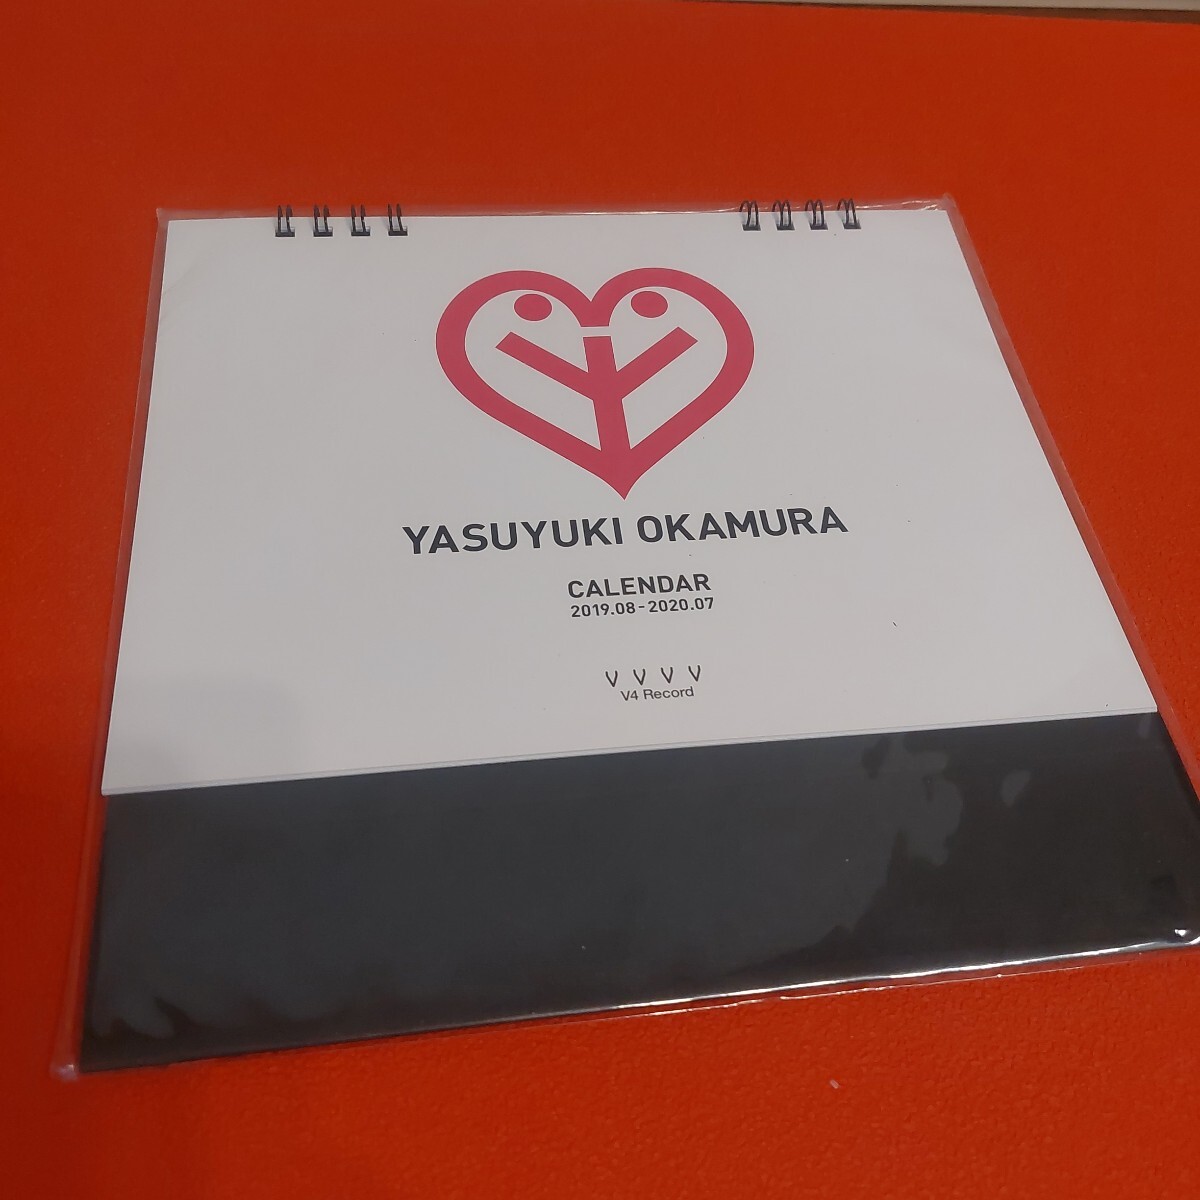 YASUYUKI OKAMURA
CALENDAR
2019.08-2020.07
V V V V
V4 Record